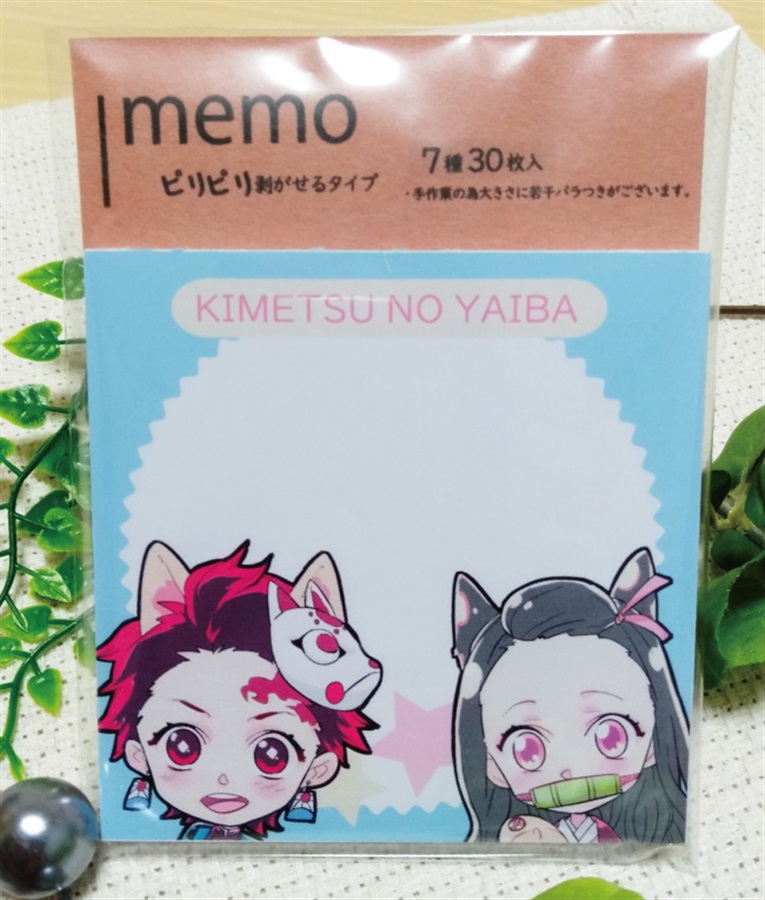 memo
ピリピリ剥がせるタイプ
7種30枚入
・手作業の為大きさに若干バラつきがございます。
KIMETSU NO YAIBA